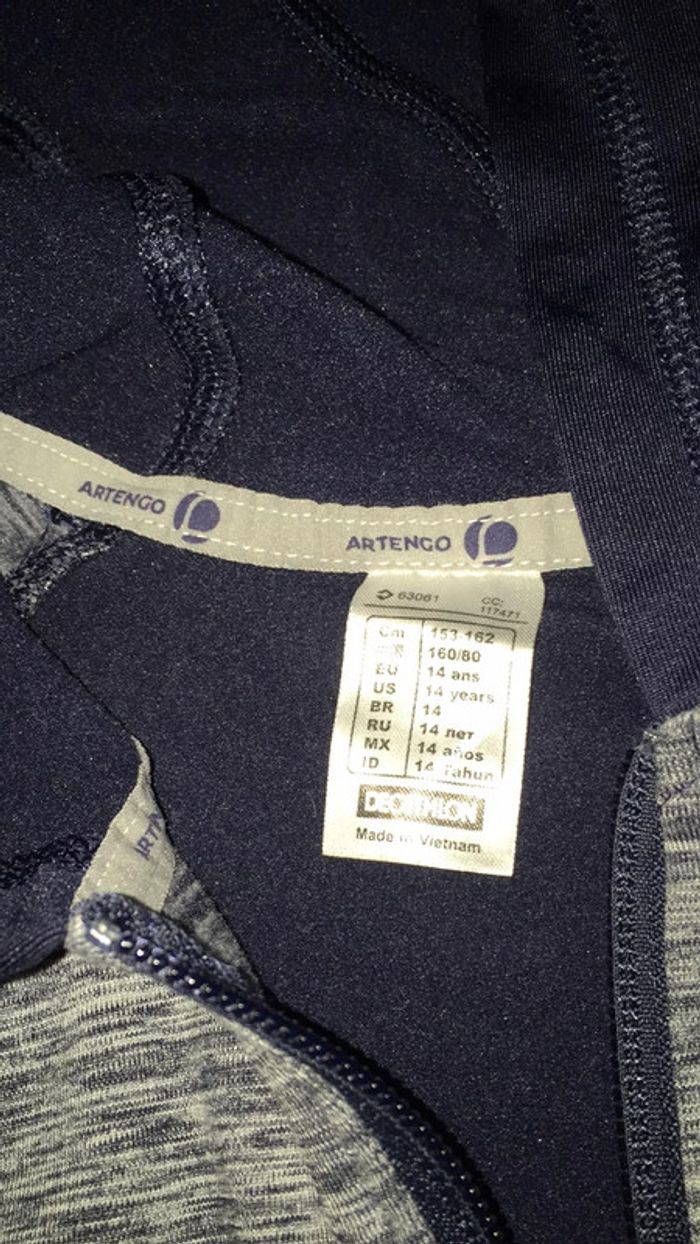 ARTENGO
ARTENGO
63061
CC:
117471
Cm 153-162
160/80
EU 14 ans
US 14 years
BR 14
RU 14 лет
MX 14 años
ID 14 Tahun
DECATHLON
Made in Vietnam